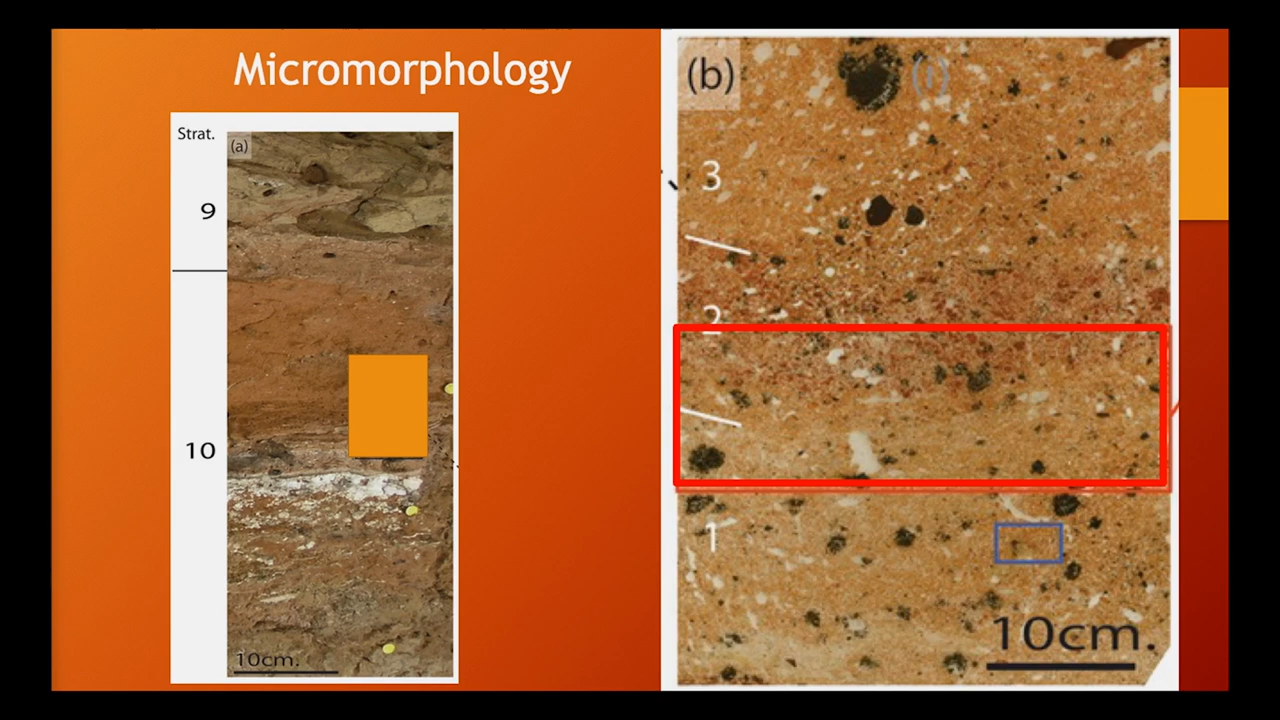 Micromorphology
Strat.
(a)
9
10
10cm.
(b)
(i)
3
2
1
10cm.